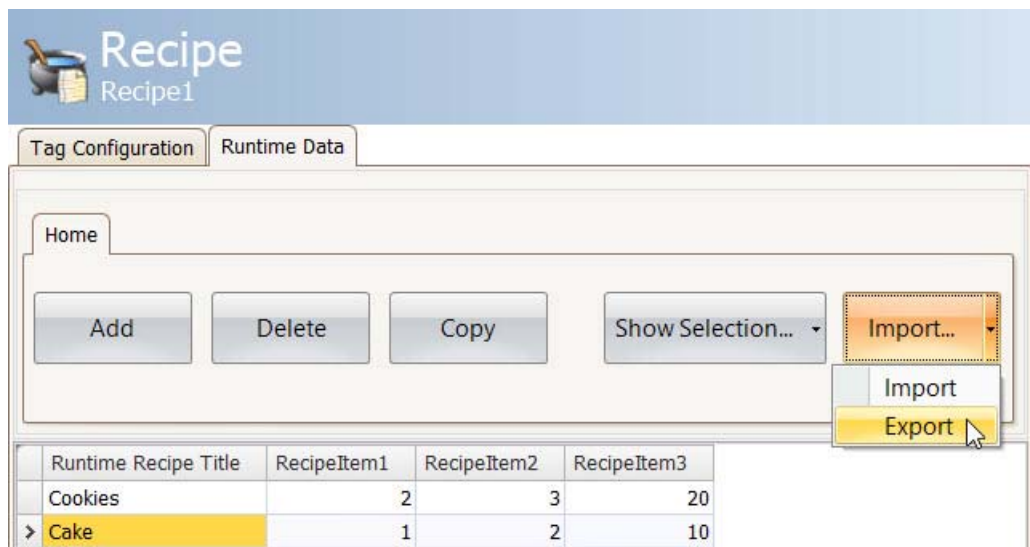 Recipe
Recipe1
Tag Configuration Runtime Data
Home
Add Delete Copy Show Selection... Import...
Import
Export
Runtime Recipe Title RecipeItem1 RecipeItem2 RecipeItem3
Cookies 2 3 20
> Cake 1 2 10